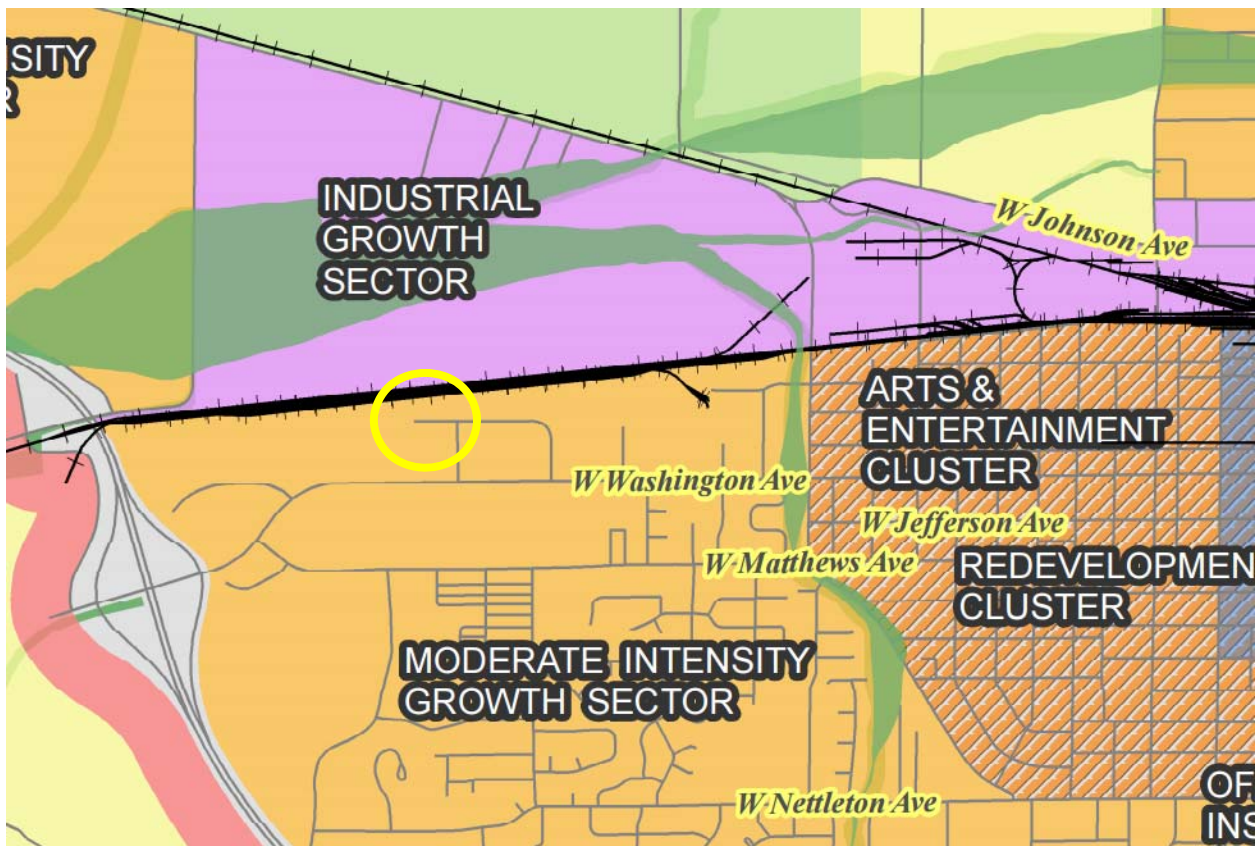 NSITY
R
INDUSTRIAL
GROWTH
SECTOR
W Johnson Ave
ARTS &
ENTERTAINMENT
CLUSTER
W Washington Ave
W Jefferson Ave
W Matthews Ave
REDEVELOPMEN
CLUSTER
MODERATE INTENSITY
GROWTH SECTOR
W Nettleton Ave
OF
INS